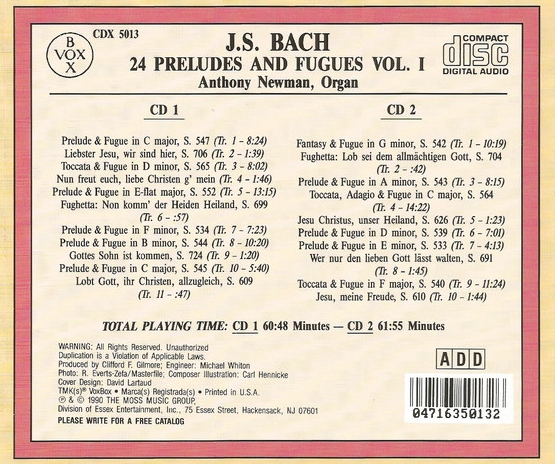 B
VOX
X
CDX 5013
J.S. BACH
24 PRELUDES AND FUGUES VOL. I
Anthony Newman, Organ
COMPACT
disc
DIGITAL AUDIO
CD 1
Prelude & Fugue in C major, S. 547 (Tr. 1 – 8:24)
Liebster Jesu, wir sind hier, S. 706 (Tr. 2 – 1:39)
Toccata & Fugue in D minor, S. 565 (Tr. 3 – 8:02)
Nun freut euch, liebe Christen g' mein (Tr. 4 – 1:46)
Prelude & Fugue in E-flat major, S. 552 (Tr. 5 – 13:15)
Fughetta: Non komm' der Heiden Heiland, S. 699
(Tr. 6 – :57)
Prelude & Fugue in F minor, S. 534 (Tr. 7 – 7:23)
Prelude & Fugue in B minor, S. 544 (Tr. 8 – 10:20)
Gottes Sohn ist kommen, S. 724 (Tr. 9 – 1:20)
Prelude & Fugue in C major, S. 545 (Tr. 10 – 5:40)
Lobt Gott, ihr Christen, allzugleich, S. 609
(Tr. 11 – :47)
CD 2
Fantasy & Fugue in G minor, S. 542 (Tr. 1 – 10:19)
Fughetta: Lob sei dem allmächtigen Gott, S. 704
(Tr. 2 – :42)
Prelude & Fugue in A minor, S. 543 (Tr. 3 – 8:15)
Toccata, Adagio & Fugue in C major, S. 564
(Tr. 4 – 14:22)
Jesu Christus, unser Heiland, S. 626 (Tr. 5 – 1:23)
Prelude & Fugue in D minor, S. 539 (Tr. 6 – 7:01)
Prelude & Fugue in E minor, S. 533 (Tr. 7 – 4:13)
Wer nur den lieben Gott lässt walten, S. 691
(Tr. 8 – 1:45)
Toccata & Fugue in F major, S. 540 (Tr. 9 – 11:24)
Jesu, meine Freude, S. 610 (Tr. 10 – 1:44)
TOTAL PLAYING TIME: CD 1 60:48 Minutes — CD 2 61:55 Minutes
WARNING: All Rights Reserved. Unauthorized
Duplication is a Violation of Applicable Laws.
Produced by Clifford F. Gilmore; Engineer: Michael Whiton
Photo: R. Everts-Zefa/Masterfile; Composer Illustration: Carl Hennicke
Cover Design: David Lartaud
TMK(s)® VoxBox • Marca(s) Registrada(s) • Printed in U.S.A.
℗ & © 1990 THE MOSS MUSIC GROUP,
Division of Essex Entertainment, Inc., 75 Essex Street, Hackensack, NJ 07601
PLEASE WRITE FOR A FREE CATALOG
A D D
04716350132